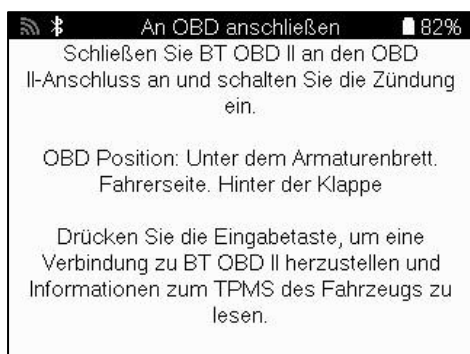 An OBD anschließen 82%
Schließen Sie BT OBD II an den OBD
II-Anschluss an und schalten Sie die Zündung
ein.
OBD Position: Unter dem Armaturenbrett.
Fahrerseite. Hinter der Klappe
Drücken Sie die Eingabetaste, um eine
Verbindung zu BT OBD II herzustellen und
Informationen zum TPMS des Fahrzeugs zu
lesen.